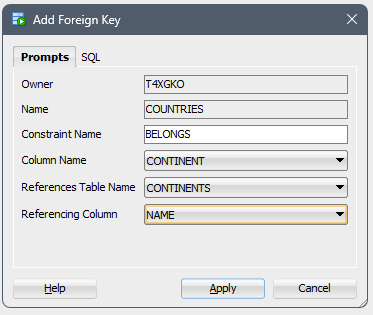 Add Foreign Key
Prompts SQL
Owner T4XGKO
Name COUNTRIES
Constraint Name BELONGS
Column Name CONTINENT
References Table Name CONTINENTS
Referencing Column NAME
Help Apply Cancel